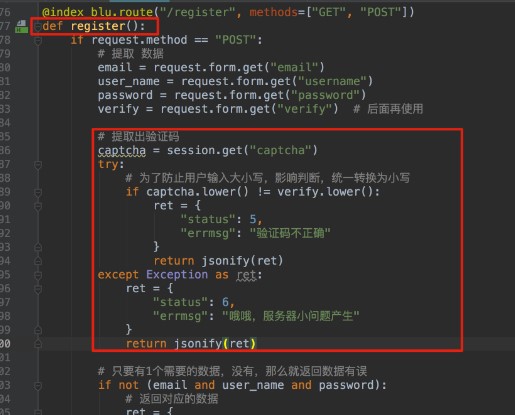 76 @index_blu.route("/register", methods=["GET", "POST"])
77 def register():
78 if request.method == "POST":
79 # 提取 数据
80 email = request.form.get("email")
81 user_name = request.form.get("username")
82 password = request.form.get("password")
83 verify = request.form.get("verify") # 后面再使用
84
85 # 提取出验证码
86 captcha = session.get("captcha")
87 try:
88 # 为了防止用户输入大小写，影响判断，统一转换为小写
89 if captcha.lower() != verify.lower():
90 ret = {
91 "status": 5,
92 "errmsg": "验证码不正确"
93 }
94 return jsonify(ret)
95 except Exception as ret:
96 ret = {
97 "status": 6,
98 "errmsg": "哦哦，服务器小问题产生"
99 }
00 return jsonify(ret)
01
02 # 只要有1个需要的数据，没有，那么就返回数据有误
03 if not (email and user_name and password):
04 # 返回对应的数据
05 ret = {